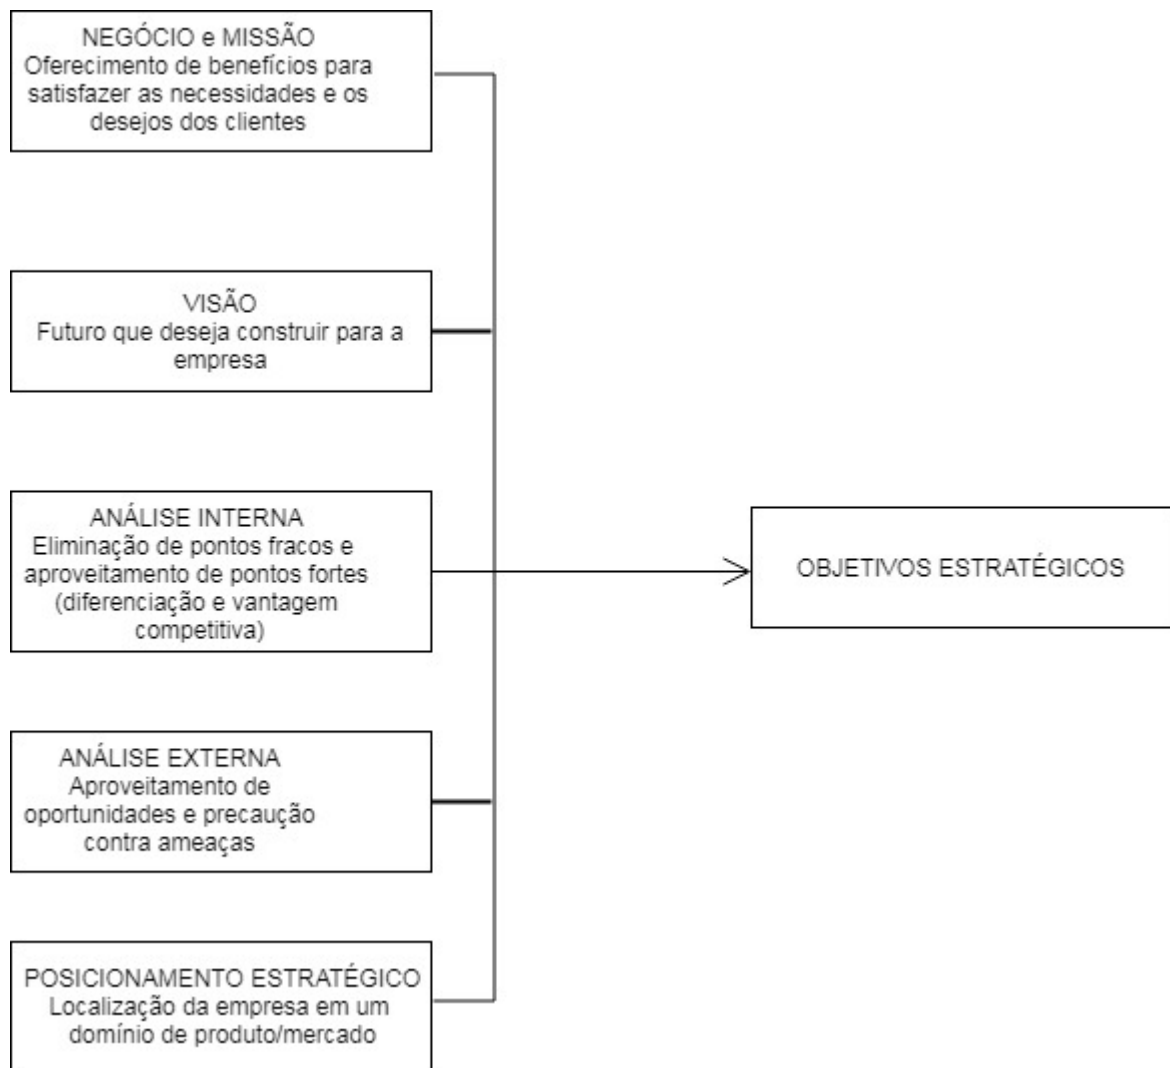 NEGÓCIO e MISSÃO
Oferecimento de benefícios para
satisfazer as necessidades e os
desejos dos clientes
VISÃO
Futuro que deseja construir para a
empresa
ANÁLISE INTERNA
Eliminação de pontos fracos e
aproveitamento de pontos fortes
(diferenciação e vantagem
competitiva)
OBJETIVOS ESTRATÉGICOS
ANÁLISE EXTERNA
Aproveitamento de
oportunidades e precaução
contra ameaças
POSICIONAMENTO ESTRATÉGICO
Localização da empresa em um
domínio de produto/mercado